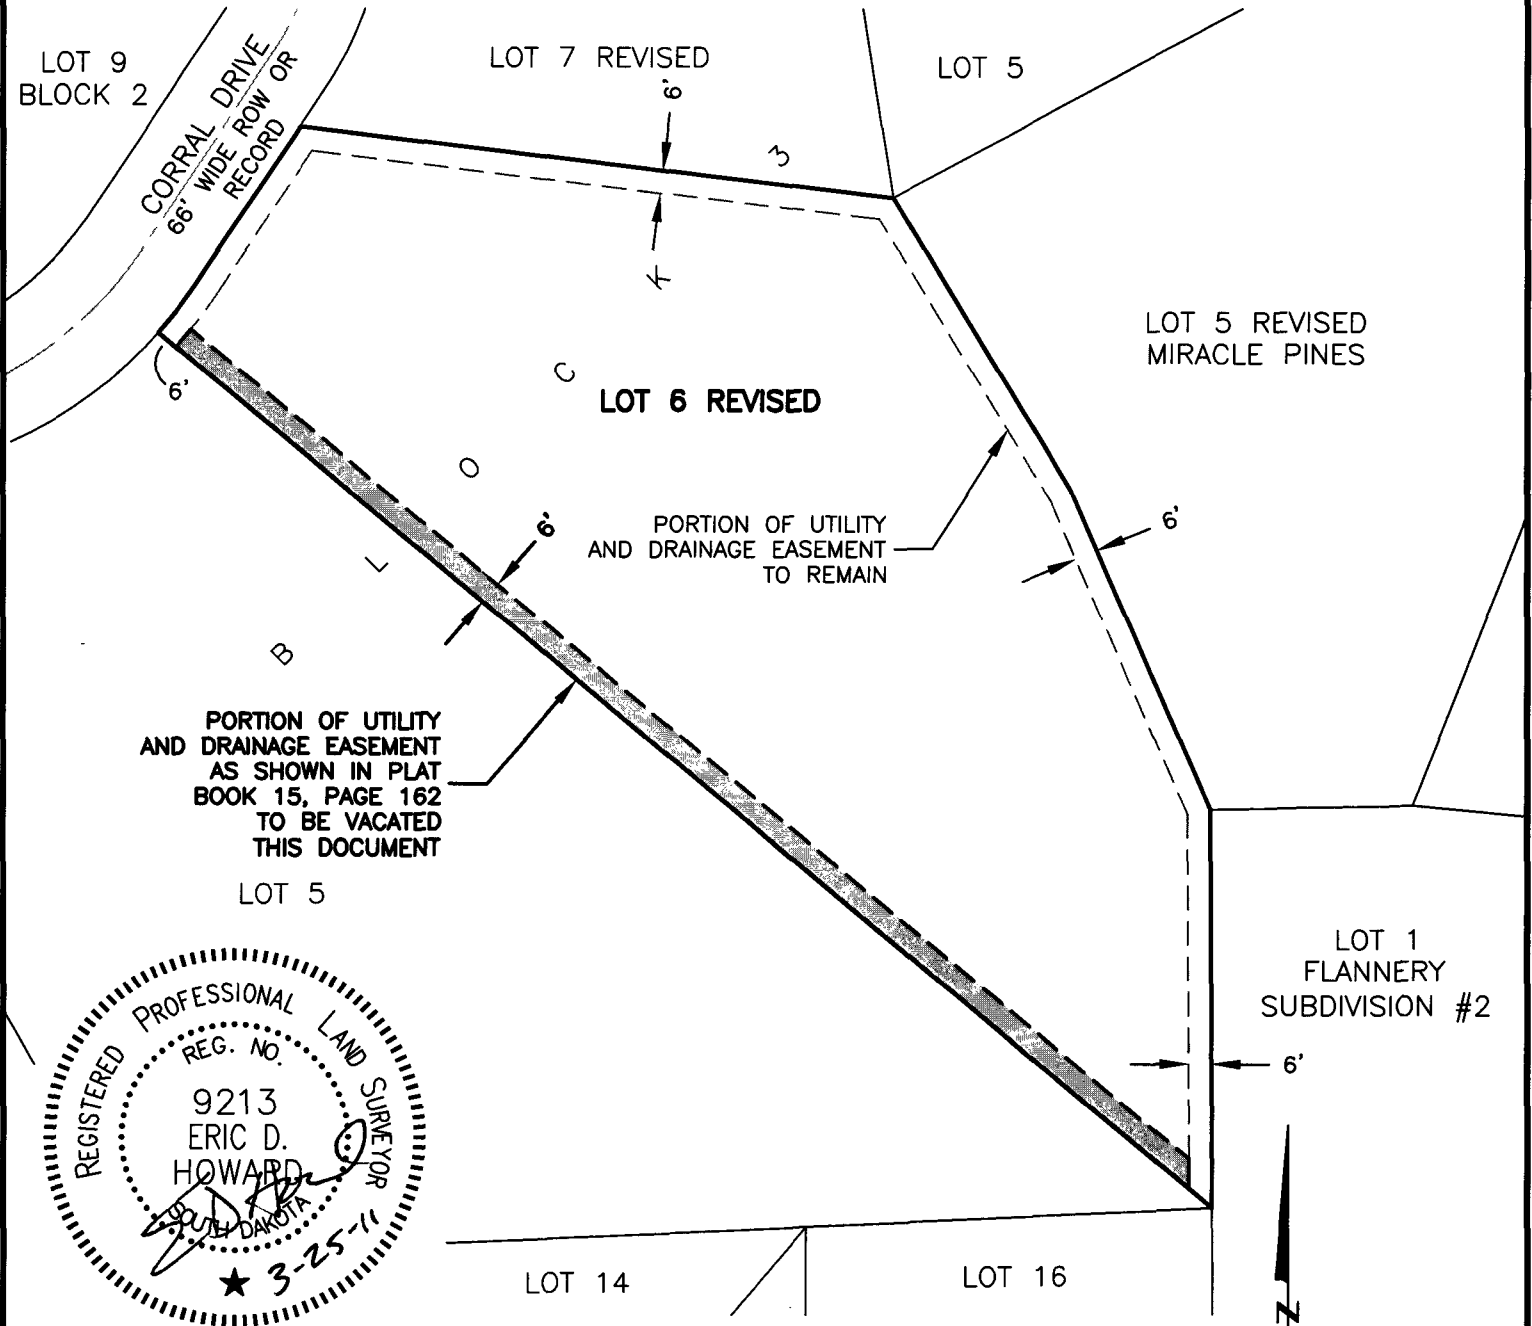 LOT 9
BLOCK 2
CORRAL DRIVE
66' WIDE ROW OR
RECORD
LOT 7 REVISED
6'
LOT 5
3
K
C
O
L
B
LOT 5 REVISED
MIRACLE PINES
6'
LOT 6 REVISED
6'
PORTION OF UTILITY
AND DRAINAGE EASEMENT
TO REMAIN
6'
PORTION OF UTILITY
AND DRAINAGE EASEMENT
AS SHOWN IN PLAT
BOOK 15, PAGE 162
TO BE VACATED
THIS DOCUMENT
LOT 5
LOT 1
FLANNERY
SUBDIVISION #2
6'
REGISTERED PROFESSIONAL LAND SURVEYOR
REG. NO.
9213
ERIC D.
HOWARD
SOUTH DAKOTA
3-25-11
LOT 14
LOT 16
N